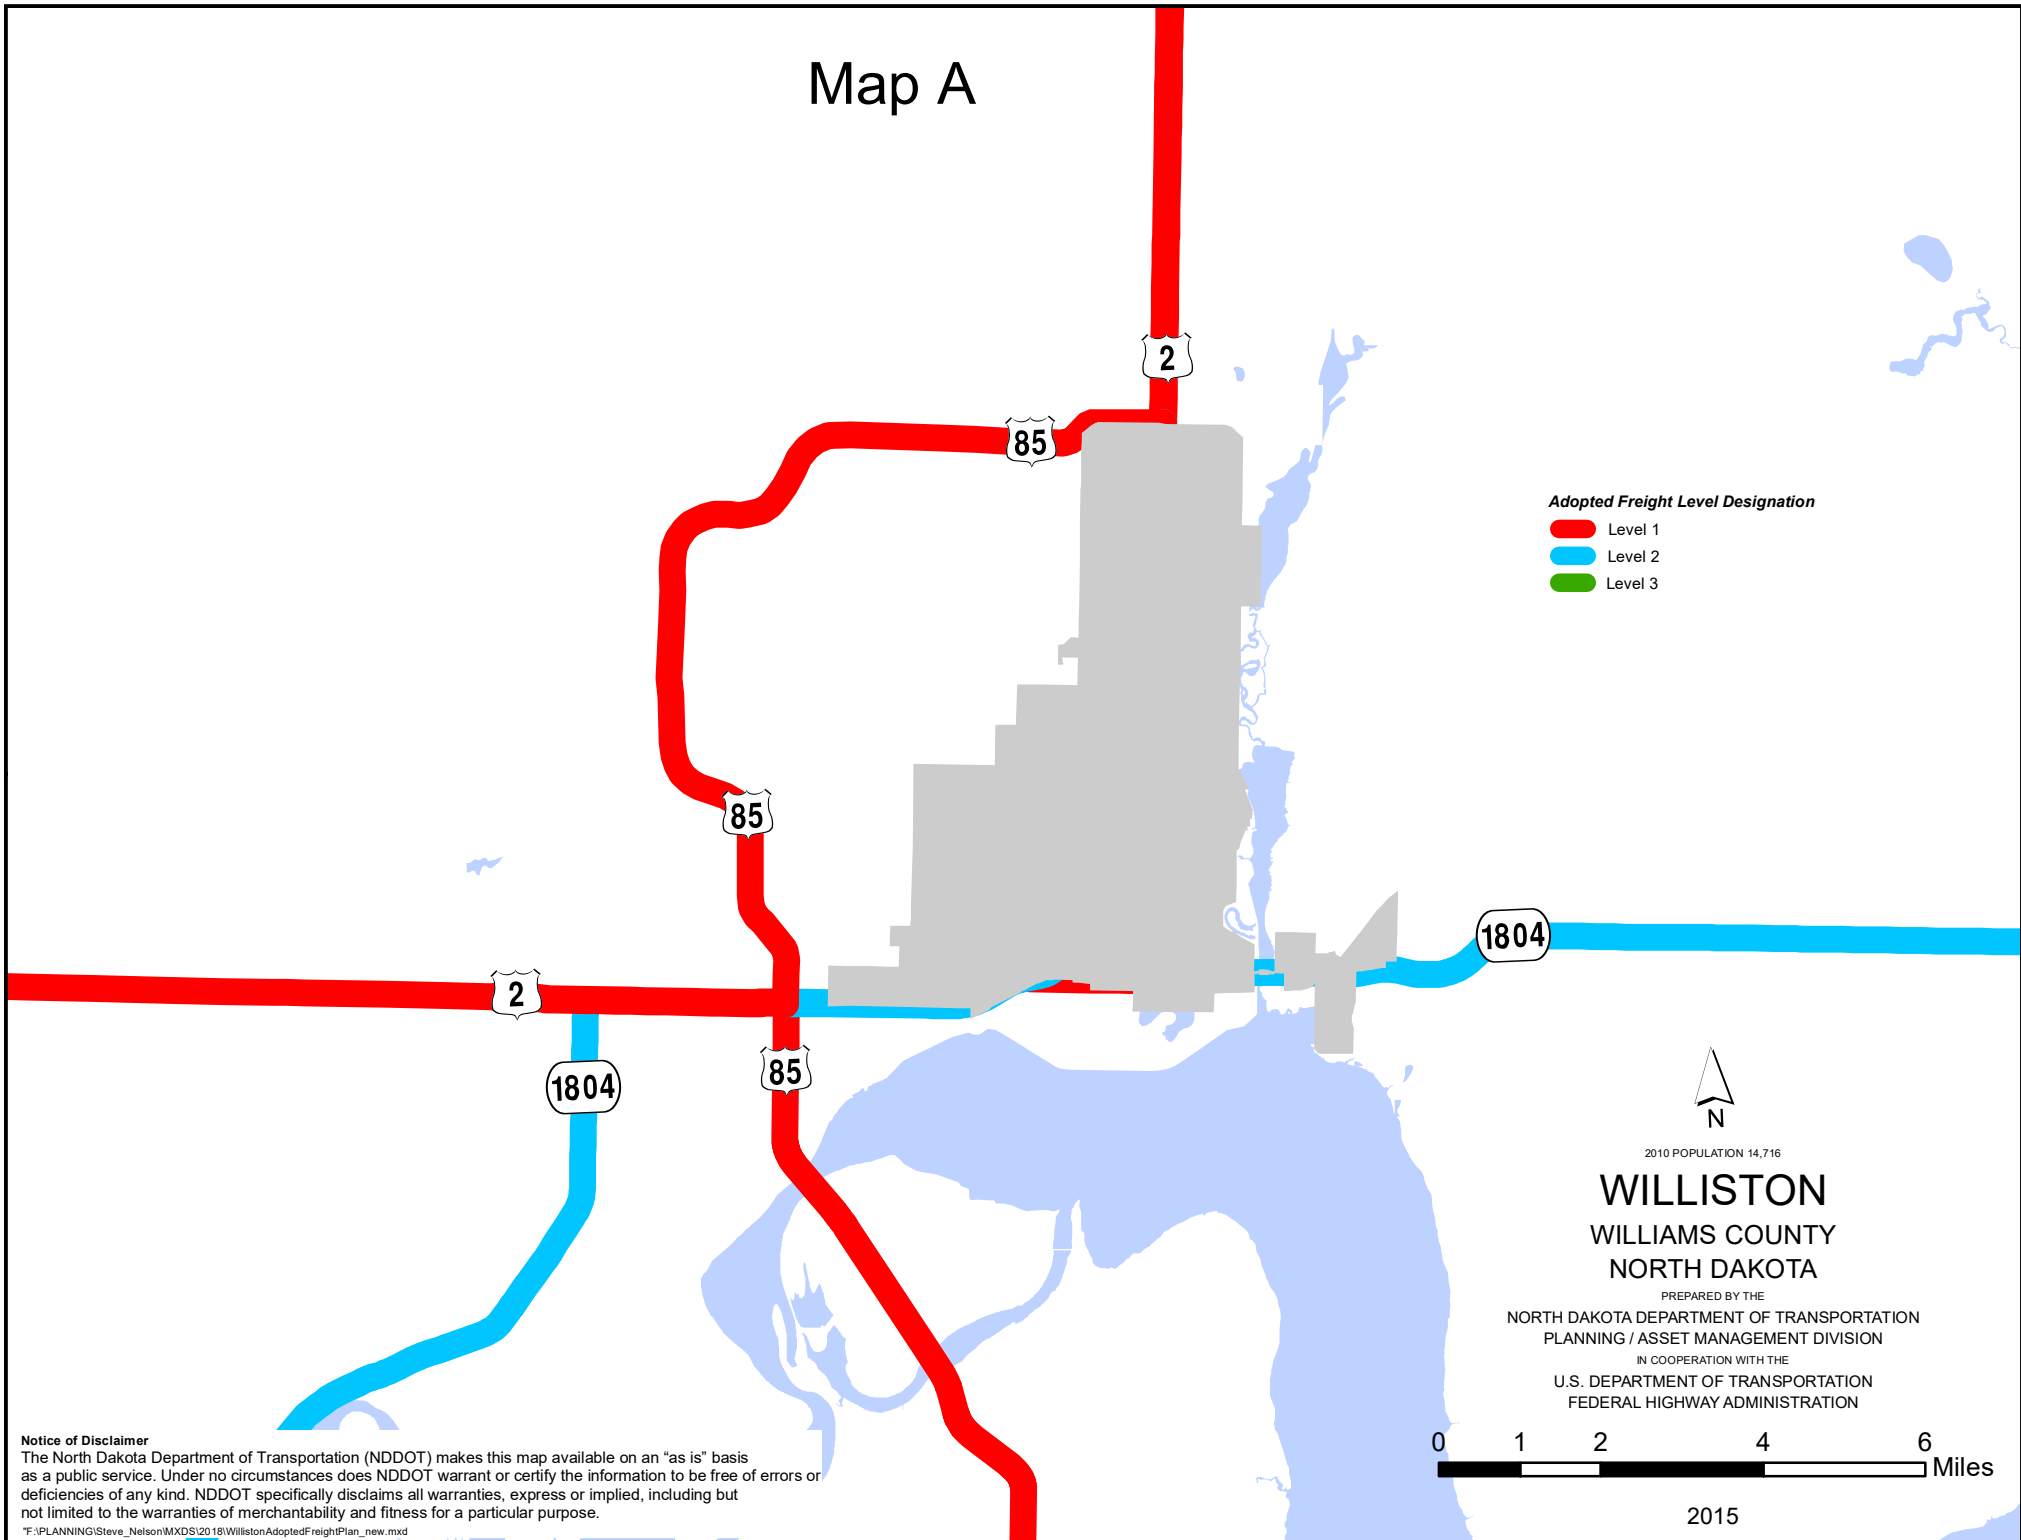 Map A
2
85
Adopted Freight Level Designation
Level 1
Level 2
Level 3
85
1804
2
85
1804
N
2010 POPULATION 14,716
WILLISTON
WILLIAMS COUNTY
NORTH DAKOTA
PREPARED BY THE
NORTH DAKOTA DEPARTMENT OF TRANSPORTATION
PLANNING / ASSET MANAGEMENT DIVISION
IN COOPERATION WITH THE
U.S. DEPARTMENT OF TRANSPORTATION
FEDERAL HIGHWAY ADMINISTRATION
0 1 2 4 6
Miles
2015
Notice of Disclaimer
The North Dakota Department of Transportation (NDDOT) makes this map available on an “as is” basis
as a public service. Under no circumstances does NDDOT warrant or certify the information to be free of errors or
deficiencies of any kind. NDDOT specifically disclaims all warranties, express or implied, including but
not limited to the warranties of merchantability and fitness for a particular purpose.
"F:\PLANNING\Steve_Nelson\MXDS\2018\WillistonAdoptedFreightPlan_new.mxd